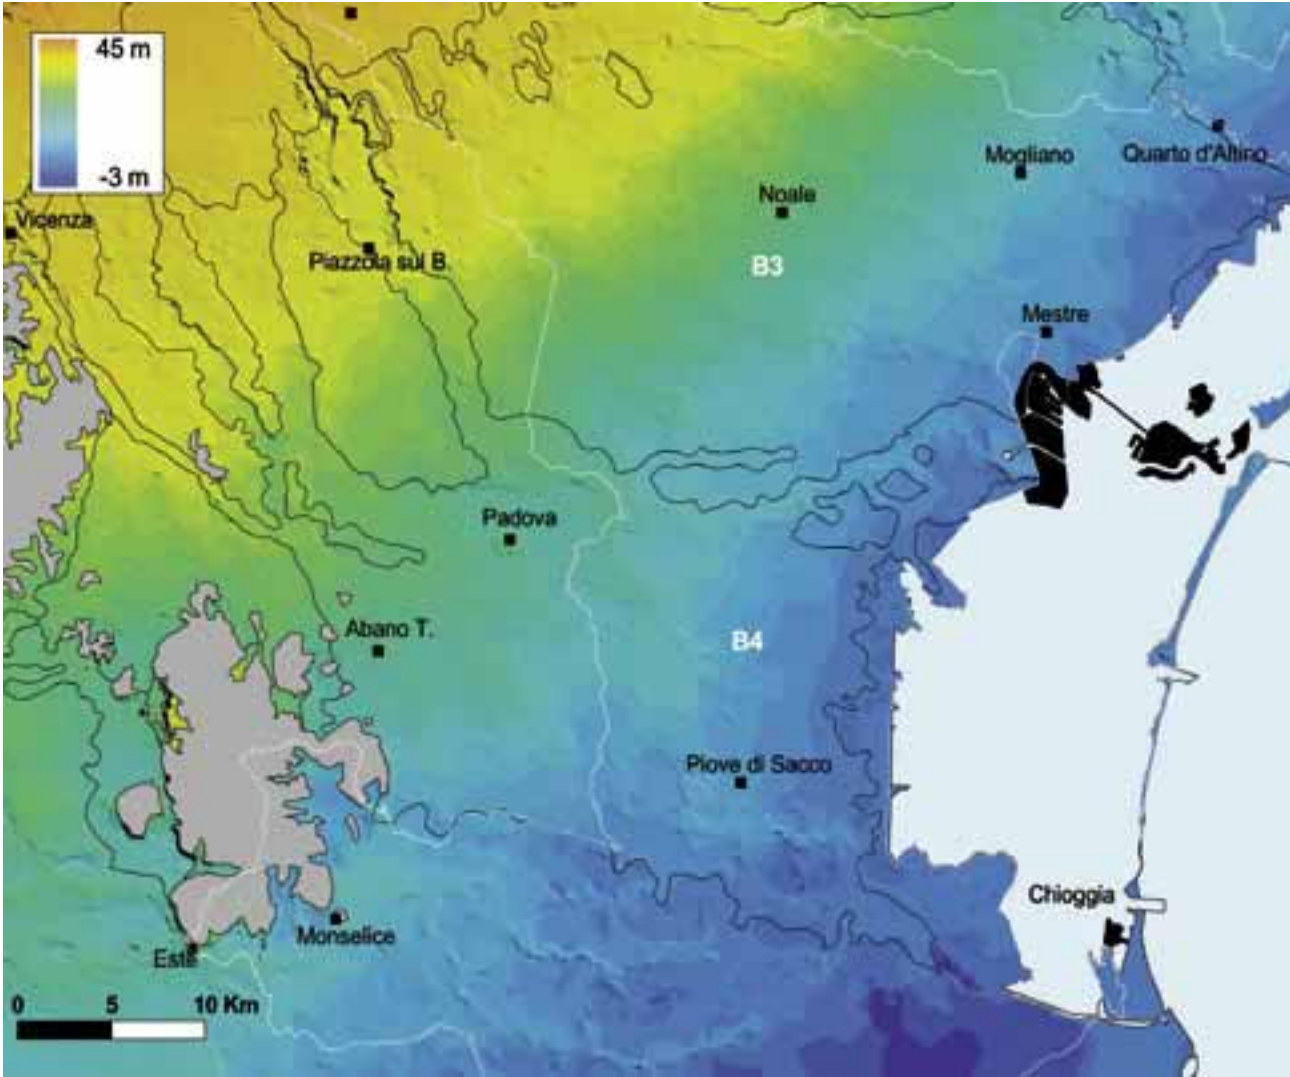 45 m
-3 m
Mogliano
Quarto d'Altino
Noale
Vicenza
Piazzola sul B.
B3
Mestre
Padova
Abano T.
B4
Piove di Sacco
Chioggia
Monselice
Este
0 5 10 Km